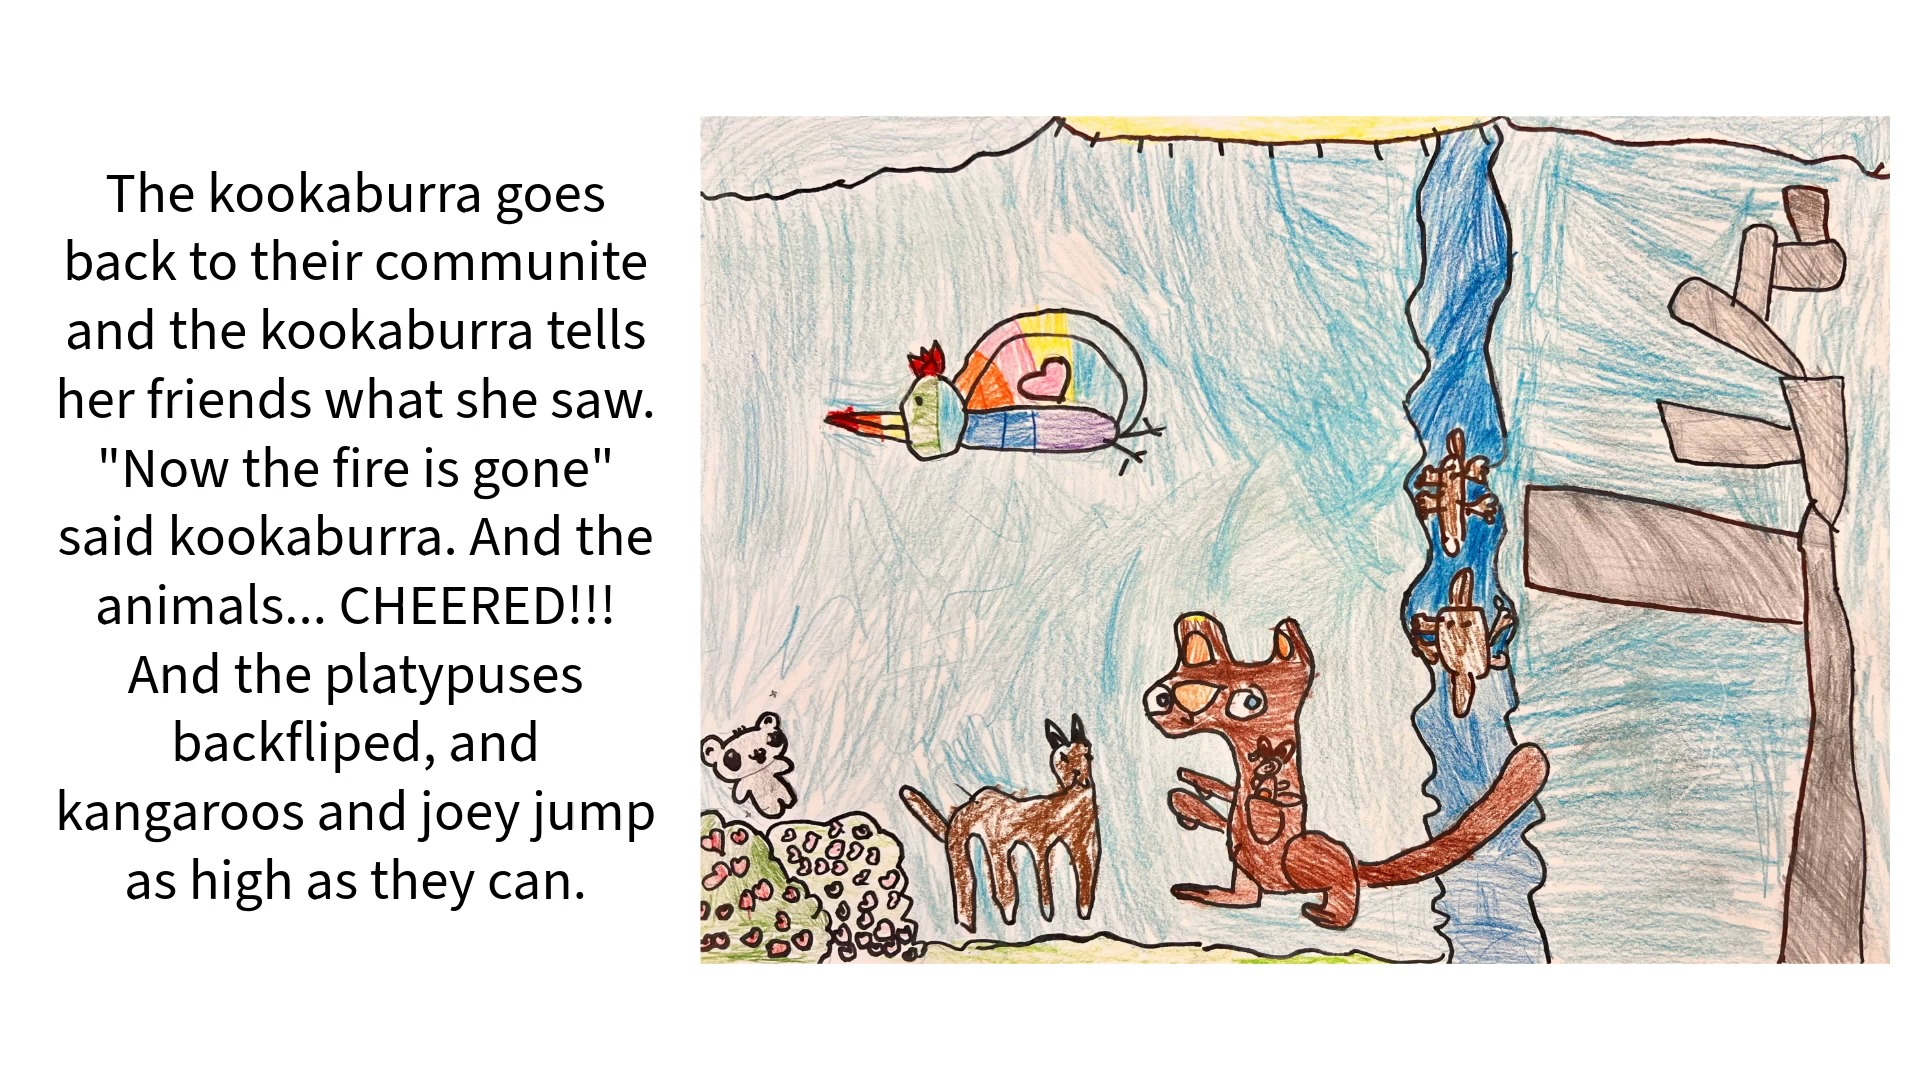 The kookaburra goes
back to their communite
and the kookaburra tells
her friends what she saw.
"Now the fire is gone"
said kookaburra. And the
animals... CHEERED!!!
And the platypuses
backfliped, and
kangaroos and joey jump
as high as they can.